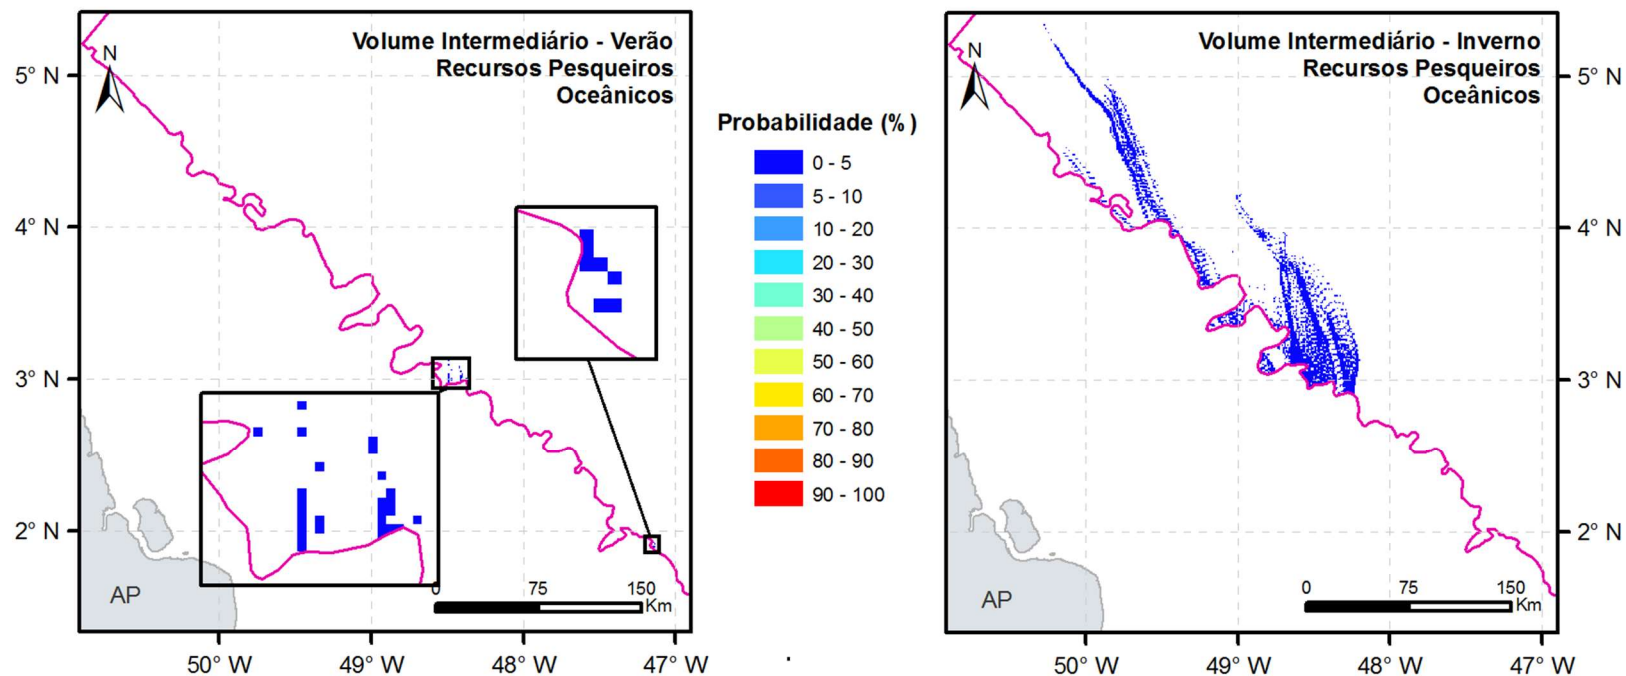 Volume Intermediário - Verão
Recursos Pesqueiros
Oceânicos
N
5° N
4° N
3° N
2° N
AP
0 75 150
Km
50° W 49° W 48° W 47° W
Probabilidade (%)
0 - 5
5 - 10
10 - 20
20 - 30
30 - 40
40 - 50
50 - 60
60 - 70
70 - 80
80 - 90
90 - 100
Volume Intermediário - Inverno
Recursos Pesqueiros
Oceânicos
N
5° N
4° N
3° N
2° N
AP
0 75 150
Km
50° W 49° W 48° W 47° W